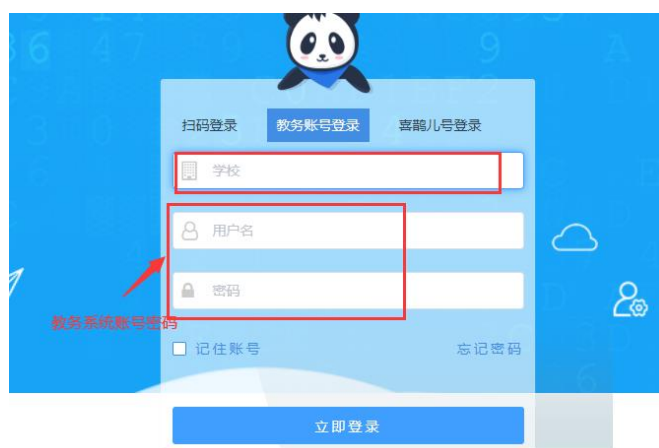 扫码登录 教务账号登录 喜鹊儿号登录
学校
用户名
密码
教务系统账号密码
记住账号 忘记密码
立即登录